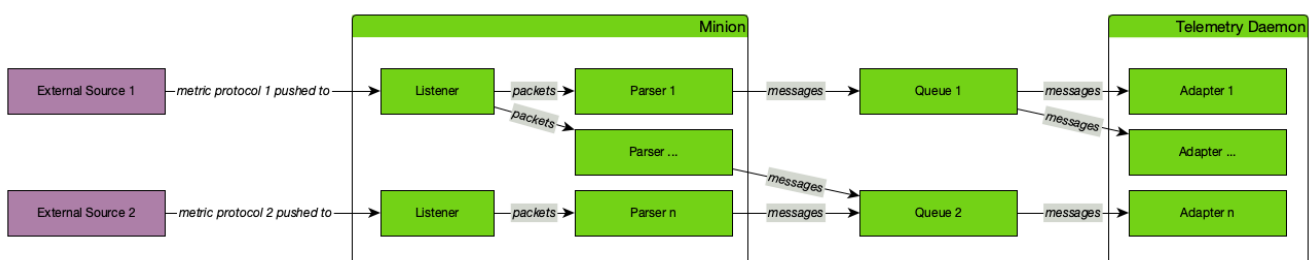 Minion
Telemetry Daemon
External Source 1
metric protocol 1 pushed to
Listener
packets
Parser 1
messages
Queue 1
messages
Adapter 1
packets
messages
Parser ...
Adapter ...
messages
External Source 2
metric protocol 2 pushed to
Listener
packets
Parser n
messages
Queue 2
messages
Adapter n